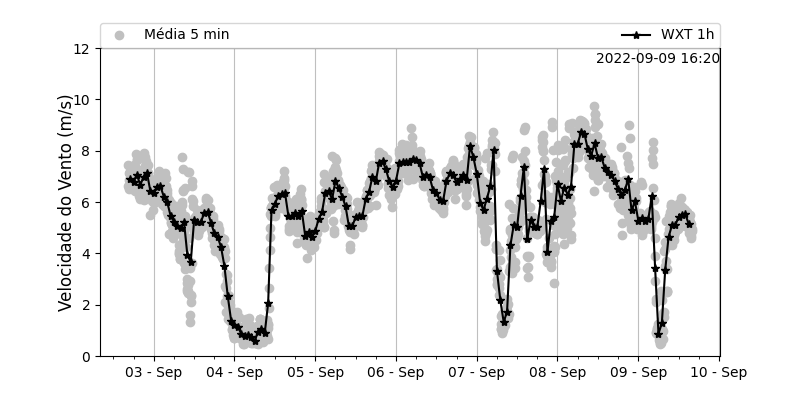 Média 5 min
WXT 1h
2022-09-09 16:20
Velocidade do Vento (m/s)
12
10
8
6
4
2
0
03 - Sep
04 - Sep
05 - Sep
06 - Sep
07 - Sep
08 - Sep
09 - Sep
10 - Sep